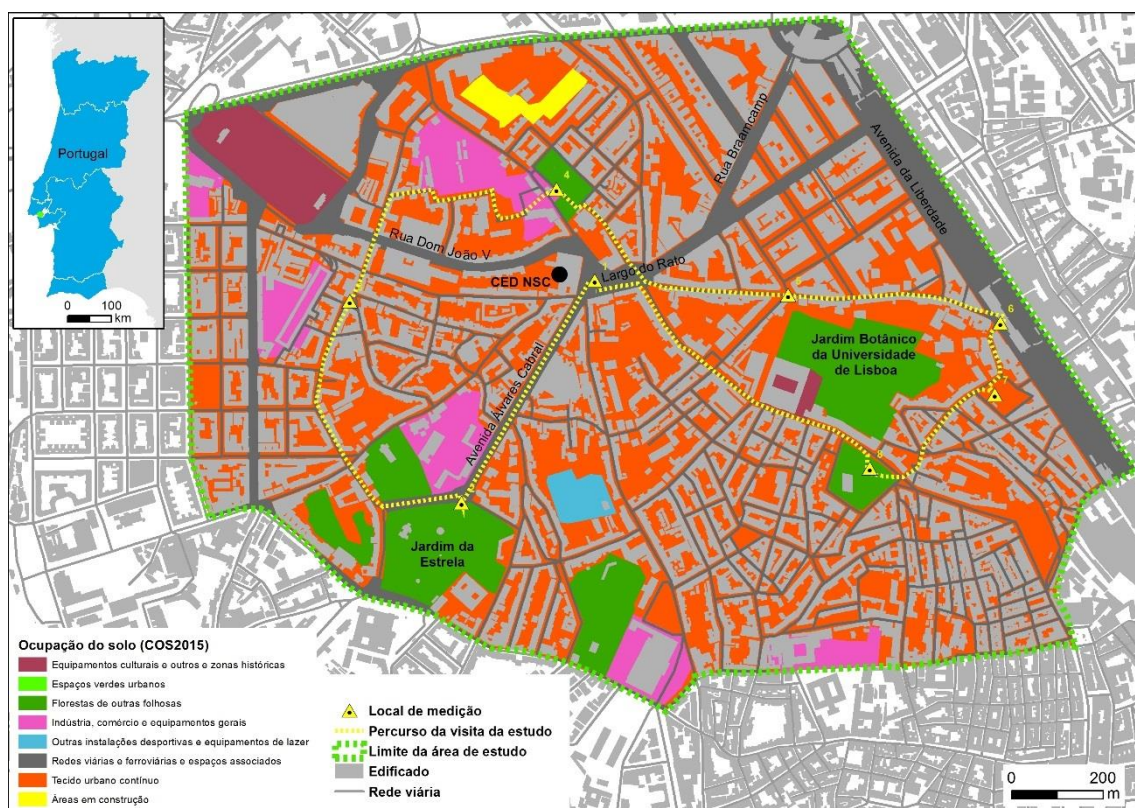 Portugal
0 100
km
Rua Braamcamp
Avenida da Liberdade
4
Rua Dom João V
Largo do Rato
CED NSC
6
Jardim Botânico
da Universidade
de Lisboa
7
Avenida Álvares Cabral
8
Jardim da
Estrela
Ocupação do solo (COS2015)
Equipamentos culturais e outros e zonas históricas
Espaços verdes urbanos
Florestas de outras folhosas
Indústria, comércio e equipamentos gerais
Outras instalações desportivas e equipamentos de lazer
Redes viárias e ferroviárias e espaços associados
Tecido urbano contínuo
Áreas em construção
Local de medição
Percurso da visita da estudo
Limite da área de estudo
Edificado
Rede viária
0 200
m